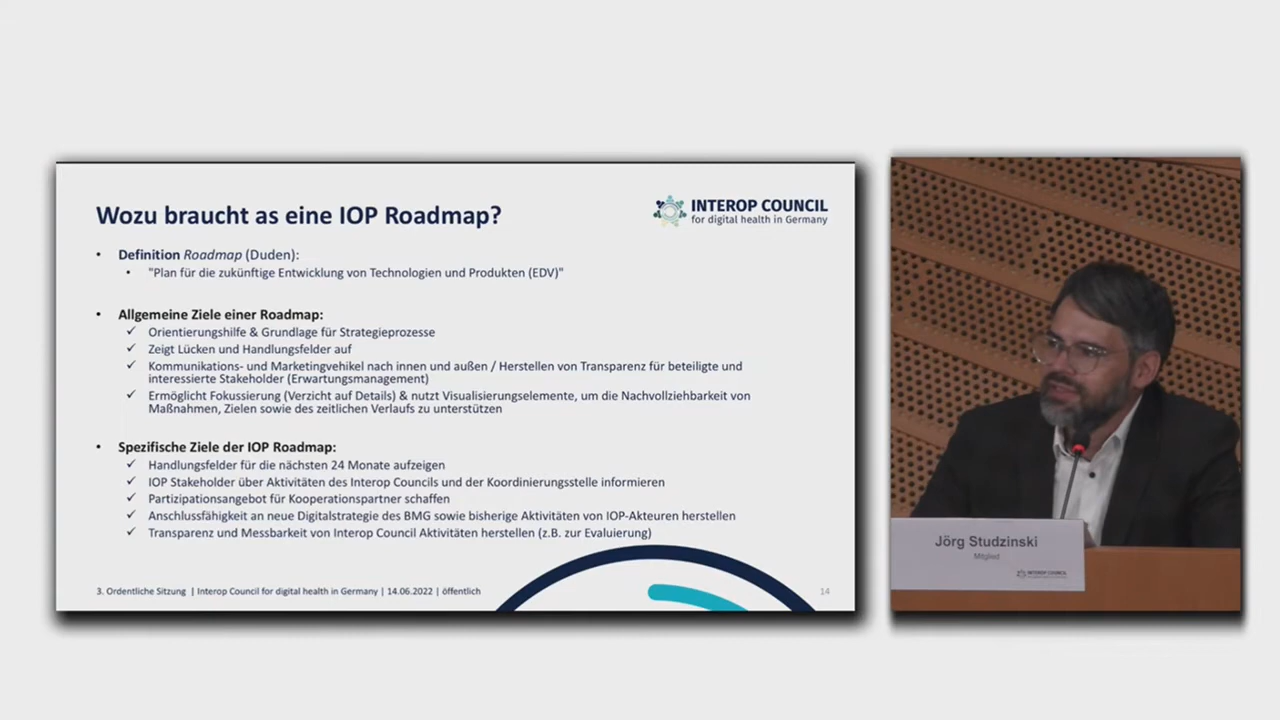 Wozu braucht as eine IOP Roadmap?
INTEROP COUNCIL
for digital health in Germany
• Definition Roadmap (Duden):
• "Plan für die zukünftige Entwicklung von Technologien und Produkten (EDV)"
• Allgemeine Ziele einer Roadmap:
✓ Orientierungshilfe & Grundlage für Strategieprozesse
✓ Zeigt Lücken und Handlungsfelder auf
✓ Kommunikations- und Marketingvehikel nach innen und außen / Herstellen von Transparenz für beteiligte und
interessierte Stakeholder (Erwartungsmanagement)
✓ Ermöglicht Fokussierung (Verzicht auf Details) & nutzt Visualisierungselemente, um die Nachvollziehbarkeit von
Maßnahmen, Zielen sowie des zeitlichen Verlaufs zu unterstützen
• Spezifische Ziele der IOP Roadmap:
✓ Handlungsfelder für die nächsten 24 Monate aufzeigen
✓ IOP Stakeholder über Aktivitäten des Interop Councils und der Koordinierungsstelle informieren
✓ Partizipationsangebot für Kooperationspartner schaffen
✓ Anschlussfähigkeit an neue Digitalstrategie des BMG sowie bisherige Aktivitäten von IOP-Akteuren herstellen
✓ Transparenz und Messbarkeit von Interop Council Aktivitäten herstellen (z.B. zur Evaluierung)
3. Ordentliche Sitzung | Interop Council for digital health in Germany | 14.06.2022 | öffentlich
14
Jörg Studzinski
Mitglied
INTEROP COUNCIL